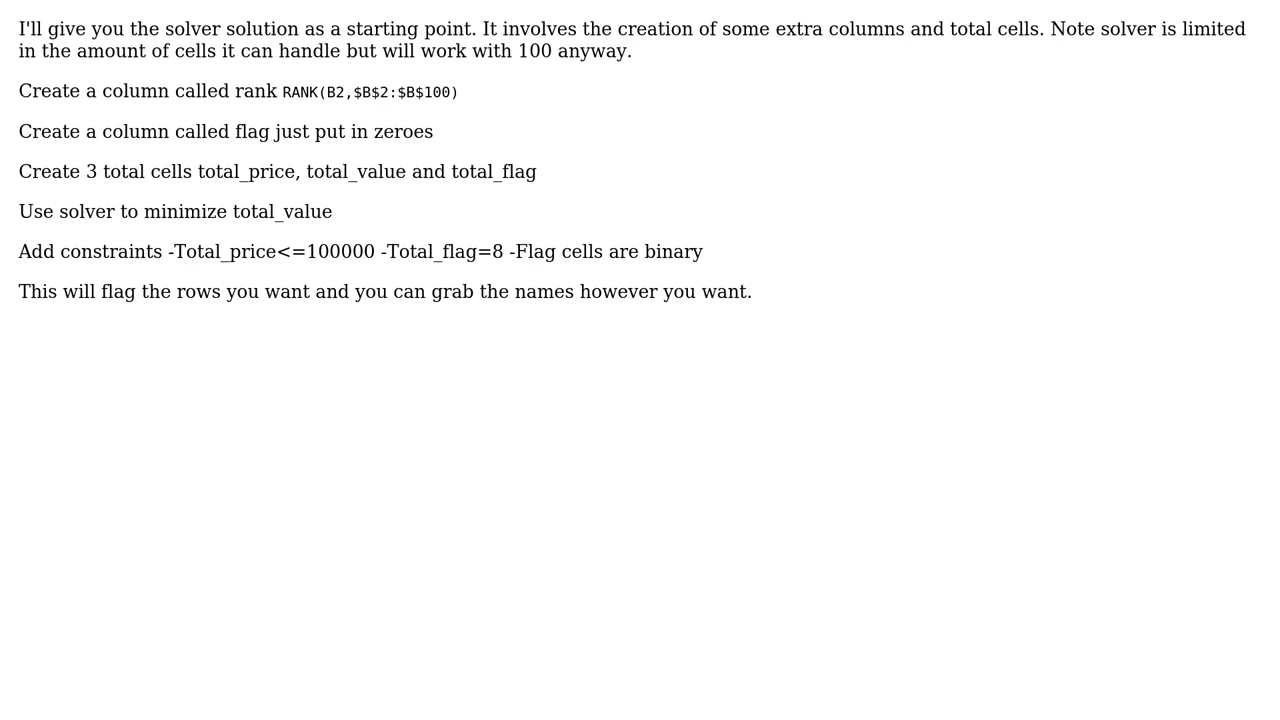 I'll give you the solver solution as a starting point. It involves the creation of some extra columns and total cells. Note solver is limited
in the amount of cells it can handle but will work with 100 anyway.
Create a column called rank RANK(B2,$B$2:$B$100)
Create a column called flag just put in zeroes
Create 3 total cells total_price, total_value and total_flag
Use solver to minimize total_value
Add constraints -Total_price<=100000 -Total_flag=8 -Flag cells are binary
This will flag the rows you want and you can grab the names however you want.